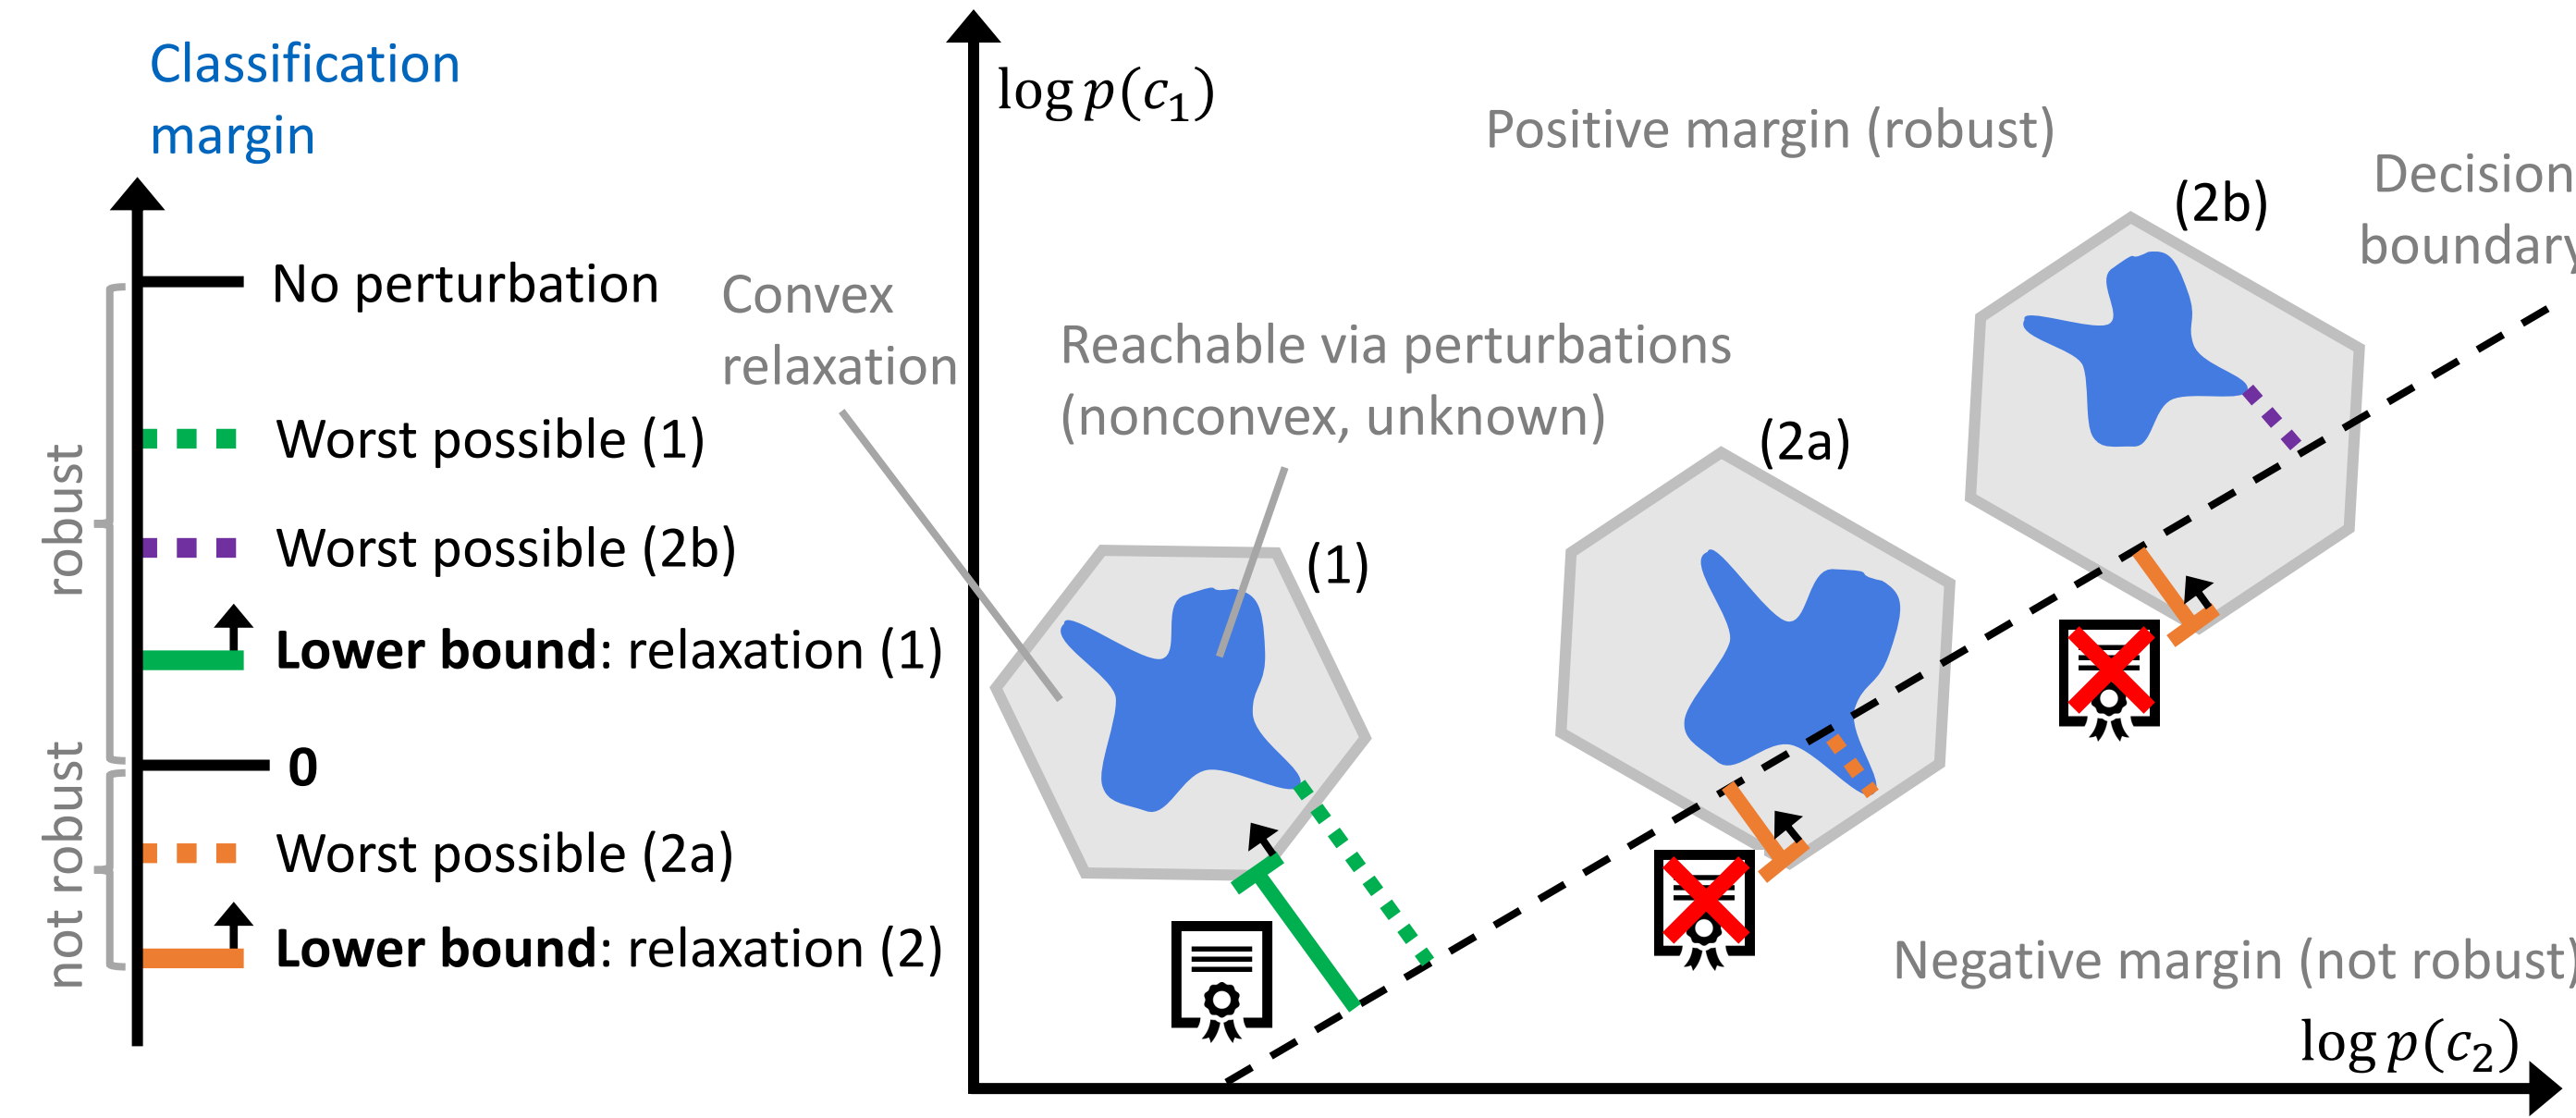 Classification
margin
No perturbation
Worst possible (1)
Worst possible (2b)
Lower bound: relaxation (1)
0
Worst possible (2a)
Lower bound: relaxation (2)
robust
not robust
log p(c₁)
Convex
relaxation
Reachable via perturbations
(nonconvex, unknown)
Positive margin (robust)
Decision
boundary
(1)
(2a)
(2b)
Negative margin (not robust)
log p(c₂)